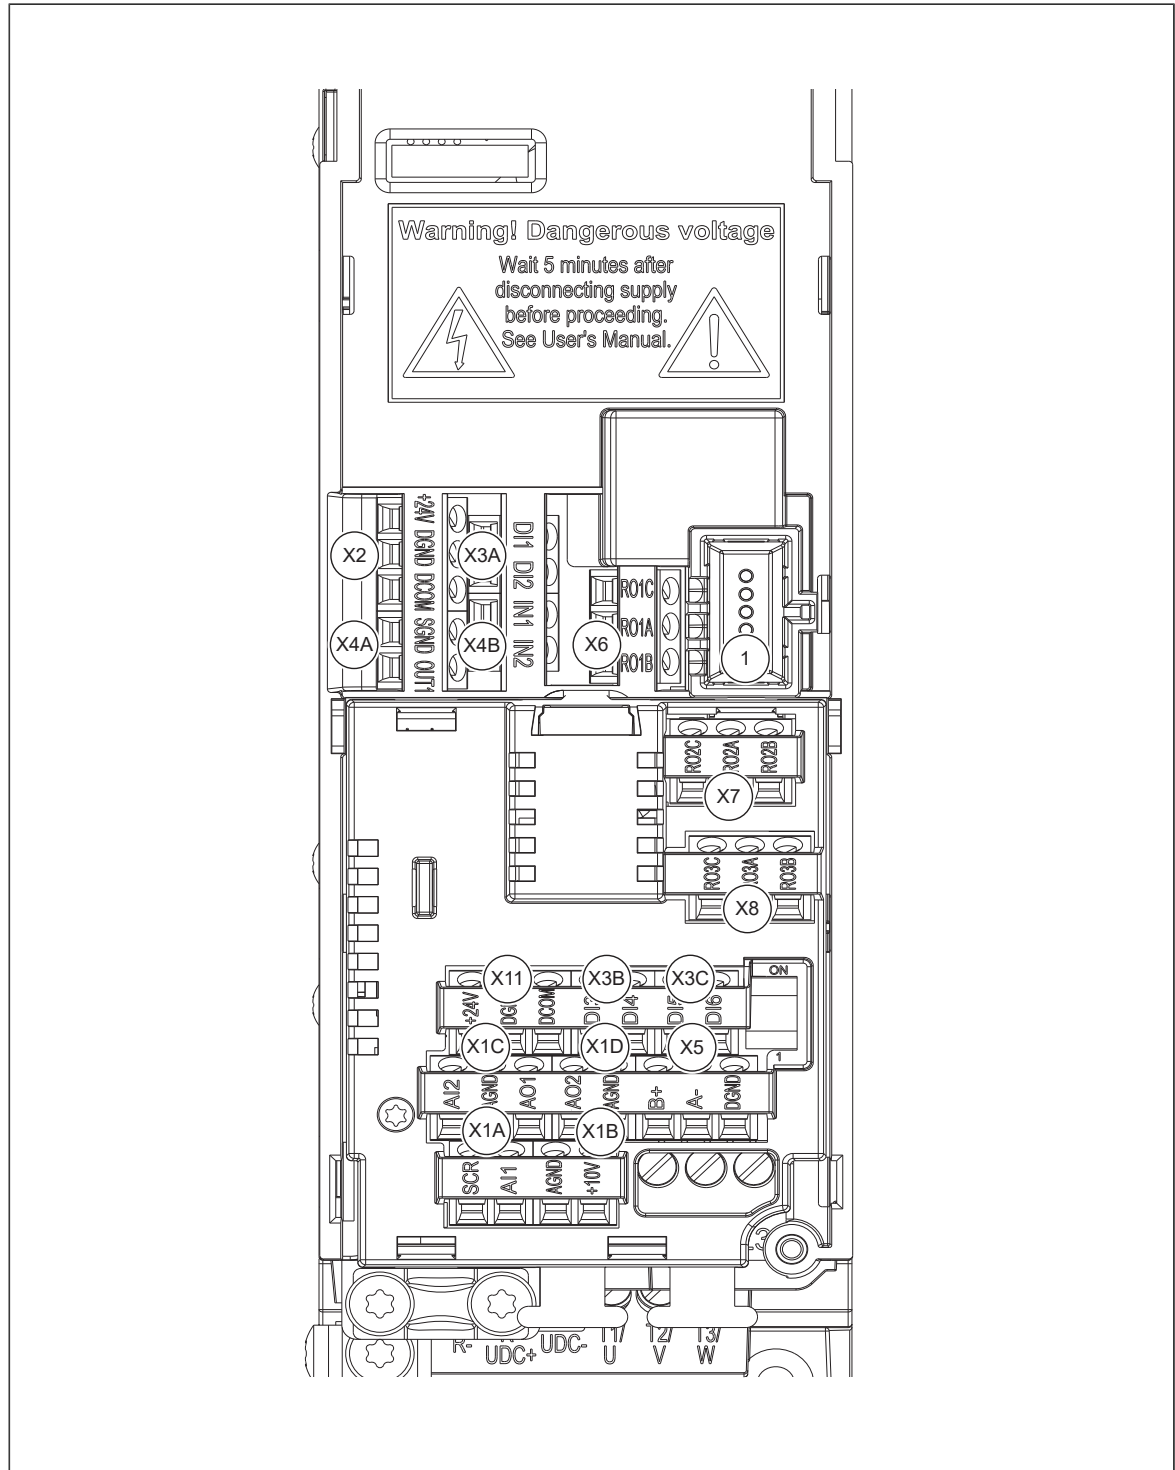 Warning! Dangerous voltage
Wait 5 minutes after
disconnecting supply
before proceeding.
See User's Manual.
+24V DGND DCOM SGND OUT1
DI1 DI2 IN1 IN2
X2
X3A
X4A
X4B
X6
RO1C
RO1A
RO1B
1
RO2C RO2A RO2B
X7
RO3C RO3A RO3B
X8
X11 X3B X3C
ON
+24V DCOM DI4 DI5 DI6
1
X1C X1D X5
AI2 AGND AO1 AO2 AGND B+ A- DGND
X1A X1B
SCR AI1 AGND +10V
R- UDC+ UDC- T1/U T2/V T3/W